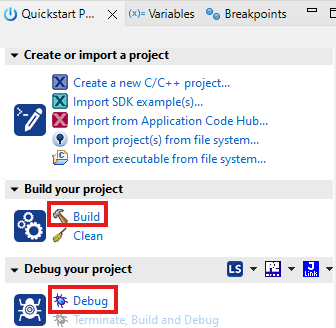 Quickstart P... (x)= Variables Breakpoints
Create or import a project
Create a new C/C++ project...
Import SDK example(s)...
Import from Application Code Hub...
Import project(s) from file system...
Import executable from file system...
Build your project
Build
Clean
Debug your project LS link
Debug
Terminate, Build and Debug